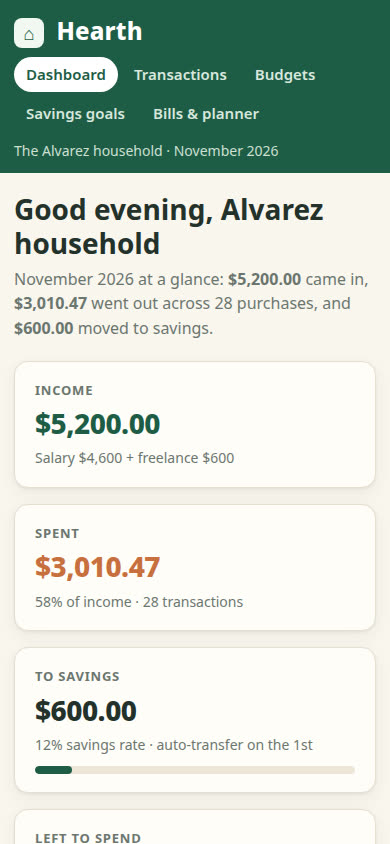 Hearth
Dashboard Transactions Budgets
Savings goals Bills & planner
The Alvarez household · November 2026
Good evening, Alvarez
household
November 2026 at a glance: $5,200.00 came in,
$3,010.47 went out across 28 purchases, and
$600.00 moved to savings.
INCOME
$5,200.00
Salary $4,600 + freelance $600
SPENT
$3,010.47
58% of income · 28 transactions
TO SAVINGS
$600.00
12% savings rate · auto-transfer on the 1st
LEFT TO SPEND